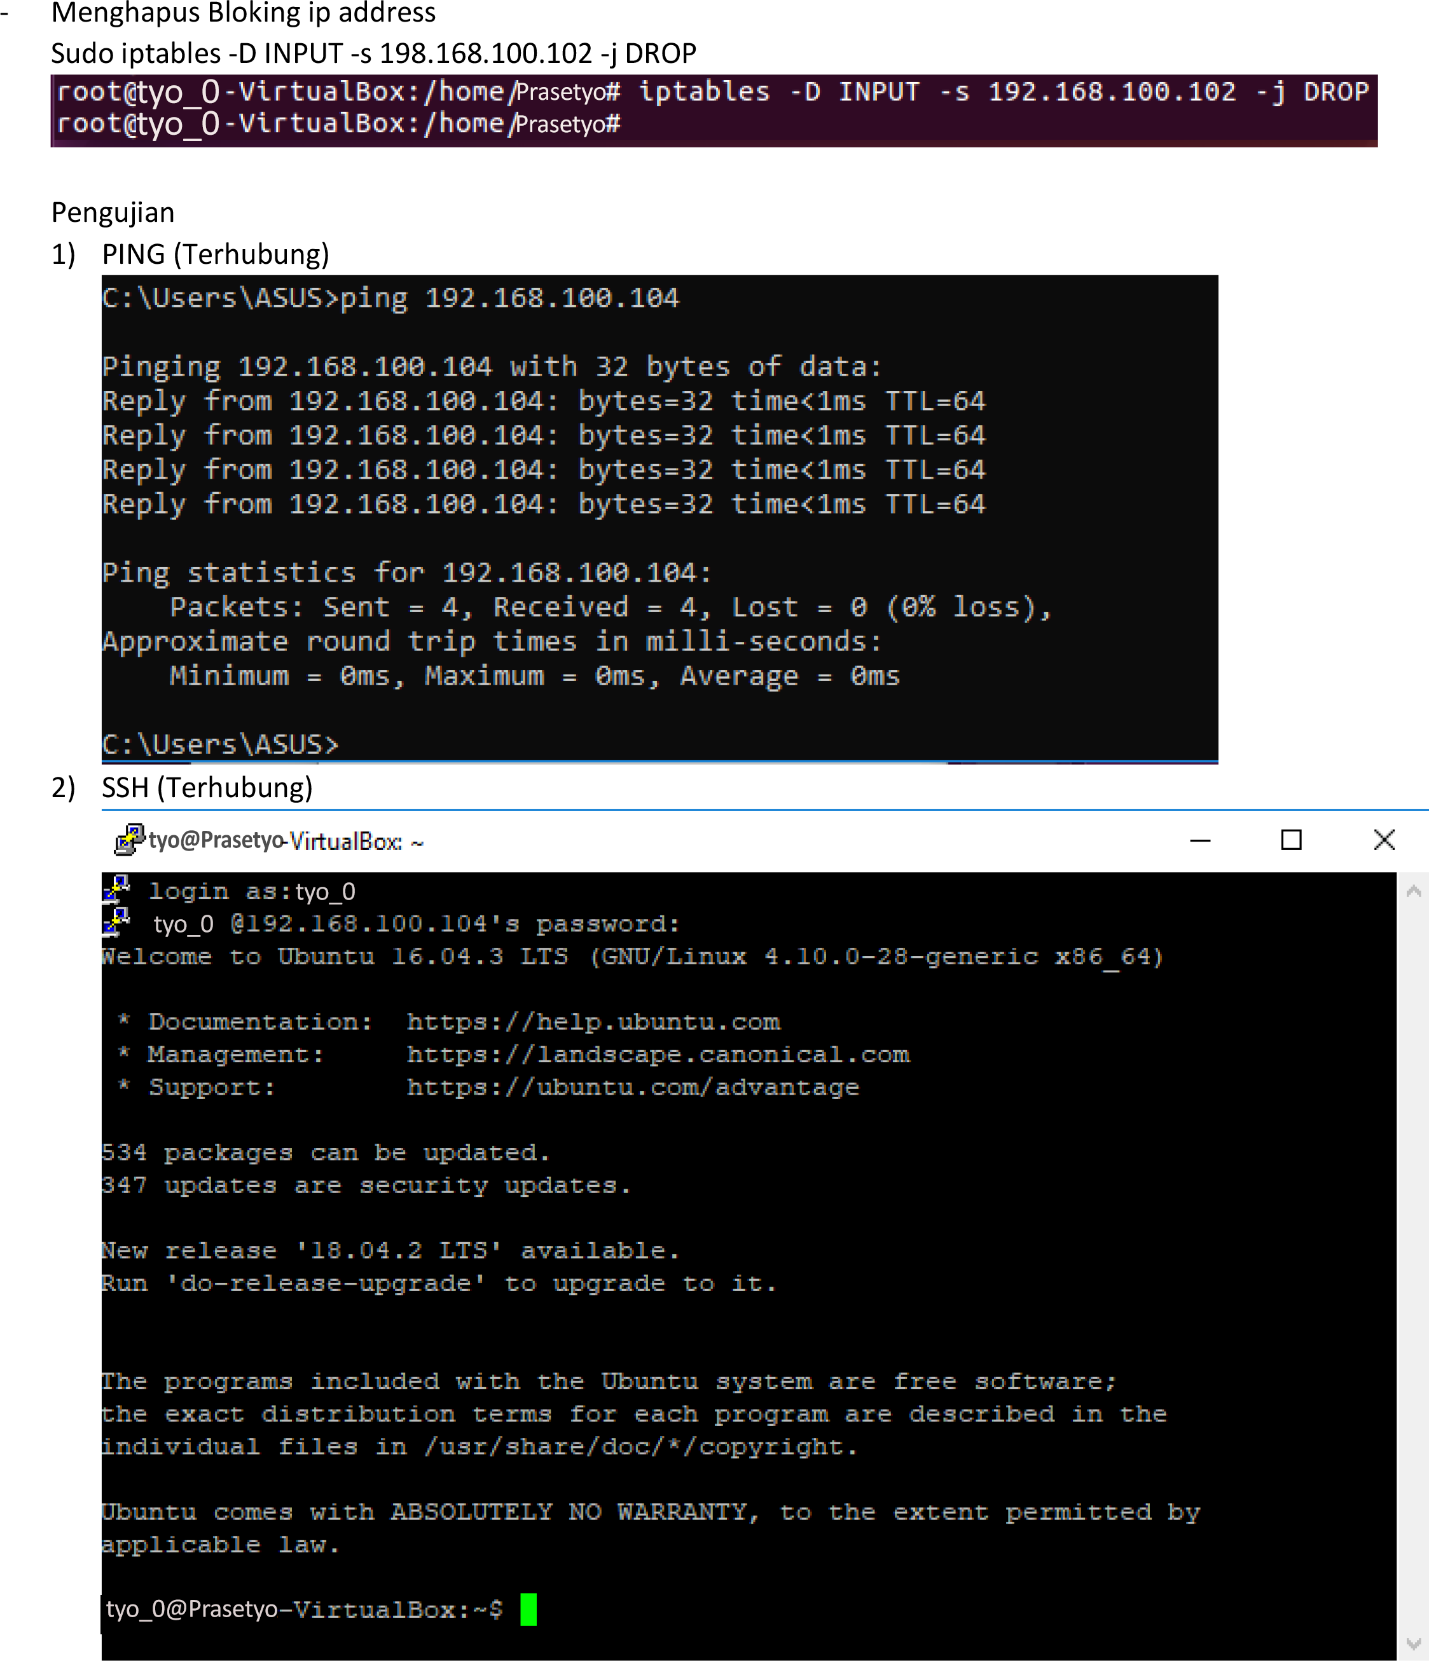 - Menghapus Bloking ip address
Sudo iptables -D INPUT -s 198.168.100.102 -j DROP
root@tyo_0-VirtualBox:/home/Prasetyo# iptables -D INPUT -s 192.168.100.102 -j DROP
root@tyo_0-VirtualBox:/home/Prasetyo#
Pengujian
1) PING (Terhubung)
C:\Users\ASUS>ping 192.168.100.104
Pinging 192.168.100.104 with 32 bytes of data:
Reply from 192.168.100.104: bytes=32 time<1ms TTL=64
Reply from 192.168.100.104: bytes=32 time<1ms TTL=64
Reply from 192.168.100.104: bytes=32 time<1ms TTL=64
Reply from 192.168.100.104: bytes=32 time<1ms TTL=64
Ping statistics for 192.168.100.104:
Packets: Sent = 4, Received = 4, Lost = 0 (0% loss),
Approximate round trip times in milli-seconds:
Minimum = 0ms, Maximum = 0ms, Average = 0ms
C:\Users\ASUS>
2) SSH (Terhubung)
tyo@Prasetyo-VirtualBox: ~
login as: tyo_0
tyo_0 @192.168.100.104's password:
Welcome to Ubuntu 16.04.3 LTS (GNU/Linux 4.10.0-28-generic x86_64)
* Documentation: https://help.ubuntu.com
* Management: https://landscape.canonical.com
* Support: https://ubuntu.com/advantage
534 packages can be updated.
347 updates are security updates.
New release '18.04.2 LTS' available.
Run 'do-release-upgrade' to upgrade to it.
The programs included with the Ubuntu system are free software;
the exact distribution terms for each program are described in the
individual files in /usr/share/doc/*/copyright.
Ubuntu comes with ABSOLUTELY NO WARRANTY, to the extent permitted by
applicable law.
tyo_0@Prasetyo-VirtualBox:~$